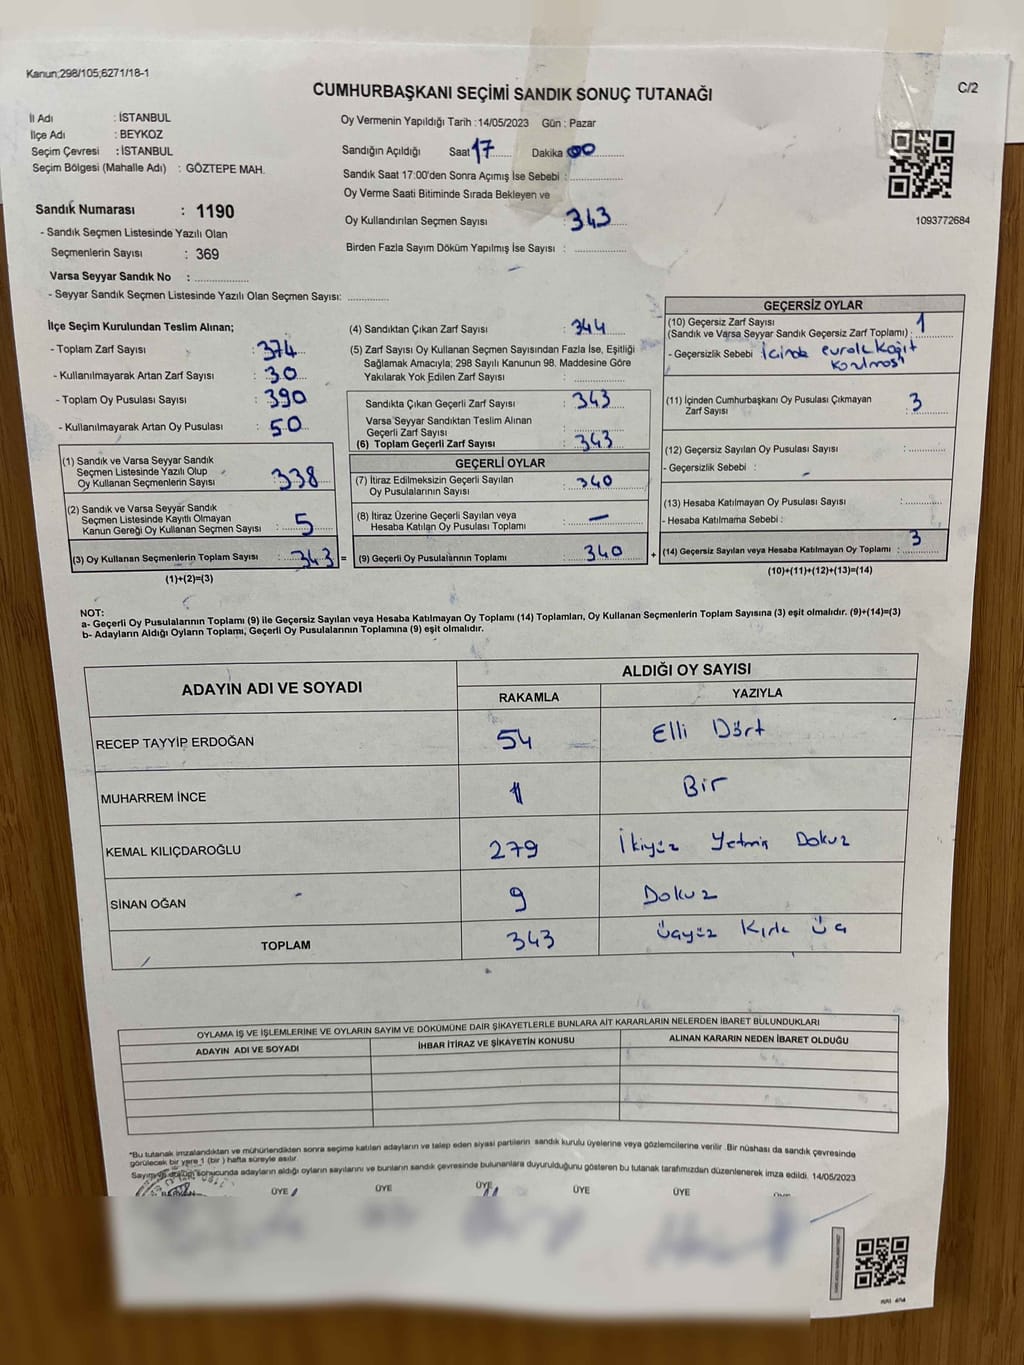 Kanun;298/105;6271/18-1
CUMHURBAŞKANI SEÇİMİ SANDIK SONUÇ TUTANAĞI
C/2
İl Adı : İSTANBUL
İlçe Adı : BEYKOZ
Seçim Çevresi : İSTANBUL
Seçim Bölgesi (Mahalle Adı) : GÖZTEPE MAH.
Oy Vermenin Yapıldığı Tarih :14/05/2023 Gün : Pazar
Sandığın Açıldığı Saat 17 Dakika 00
Sandık Saat 17:00'den Sonra Açımış İse Sebebi :
Oy Verme Saati Bitiminde Sırada Bekleyen ve
Oy Kullandırılan Seçmen Sayısı : 343
Birden Fazla Sayım Döküm Yapılmış İse Sayısı :
1093772684
Sandık Numarası : 1190
- Sandık Seçmen Listesinde Yazılı Olan
Seçmenlerin Sayısı : 369
Varsa Seyyar Sandık No :
- Seyyar Sandık Seçmen Listesinde Yazılı Olan Seçmen Sayısı:
İlçe Seçim Kurulundan Teslim Alınan;
- Toplam Zarf Sayısı : 374
- Kullanılmayarak Artan Zarf Sayısı : 30
- Toplam Oy Pusulası Sayısı : 390
- Kullanılmayarak Artan Oy Pusulası : 50
(1) Sandık ve Varsa Seyyar Sandık
Seçmen Listesinde Yazılı Olup
Oy Kullanan Seçmenlerin Sayısı : 338
(2) Sandık ve Varsa Seyyar Sandık
Seçmen Listesinde Kayıtlı Olmayan
Kanun Gereği Oy Kullanan Seçmen Sayısı : 5
(3) Oy Kullanan Seçmenlerin Toplam Sayısı : 343 =
(1)+(2)=(3)
(4) Sandıktan Çıkan Zarf Sayısı : 344
(5) Zarf Sayısı Oy Kullanan Seçmen Sayısından Fazla İse, Eşitliği
Sağlamak Amacıyla; 298 Sayılı Kanunun 98. Maddesine Göre
Yakılarak Yok Edilen Zarf Sayısı :
Sandıkta Çıkan Geçerli Zarf Sayısı : 343
Varsa Seyyar Sandıktan Teslim Alınan
Geçerli Zarf Sayısı :
(6) Toplam Geçerli Zarf Sayısı : 343
GEÇERLİ OYLAR
(7) İtiraz Edilmeksizin Geçerli Sayılan
Oy Pusulalarının Sayısı : 340
(8) İtiraz Üzerine Geçerli Sayılan veya
Hesaba Katılan Oy Pusulası Toplamı : —
(9) Geçerli Oy Pusulalarının Toplamı : 340 +
GEÇERSİZ OYLAR
(10) Geçersiz Zarf Sayısı
(Sandık ve Varsa Seyyar Sandık Geçersiz Zarf Toplamı) : 1
- Geçersizlik Sebebi : İçinde evrak Kağıt
konulmuş
(11) İçinden Cumhurbaşkanı Oy Pusulası Çıkmayan
Zarf Sayısı : 3
(12) Geçersiz Sayılan Oy Pusulası Sayısı :
- Geçersizlik Sebebi :
(13) Hesaba Katılmayan Oy Pusulası Sayısı :
- Hesaba Katılmama Sebebi :
(14) Geçersiz Sayılan veya Hesaba Katılmayan Oy Toplamı : 3
(10)+(11)+(12)+(13)=(14)
NOT:
a- Geçerli Oy Pusulalarının Toplamı (9) ile Geçersiz Sayılan veya Hesaba Katılmayan Oy Toplamı (14) Toplamları, Oy Kullanan Seçmenlerin Toplam Sayısına (3) eşit olmalıdır. (9)+(14)=(3)
b- Adayların Aldığı Oyların Toplamı, Geçerli Oy Pusulalarının Toplamına (9) eşit olmalıdır.
ADAYIN ADI VE SOYADI ALDIĞI OY SAYISI
RAKAMLA YAZIYLA
RECEP TAYYİP ERDOĞAN 54 Elli Dört
MUHARREM İNCE 1 Bir
KEMAL KILIÇDAROĞLU 279 İkiyüz Yetmiş Dokuz
SİNAN OĞAN 9 Dokuz
TOPLAM 343 Üçyüz Kırk Üç
OYLAMA İŞ VE İŞLEMLERİNE VE OYLARIN SAYIM VE DÖKÜMÜNE DAİR ŞİKAYETLERLE BUNLARA AİT KARARLARIN NELERDEN İBARET BULUNDUKLARI
ADAYIN ADI VE SOYADI İHBAR İTİRAZ VE ŞİKAYETİN KONUSU ALINAN KARARIN NEDEN İBARET OLDUĞU
*Bu tutanak imzalandıktan ve mühürlendikten sonra seçime katılan adayların ve talep eden siyasi partilerin sandık kurulu üyelerine veya gözlemcilerine verilir. Bir nüshası da sandık çevresinde
görülecek bir yere 1 (bir ) hafta süreyle asılır.
Sayım ve döküm sonucunda adayların aldığı oyların sayılarını ve bunların sandık çevresinde bulunanlara duyurulduğunu gösteren bu tutanak tarafımızdan düzenlenerek imza edildi. 14/05/2023
ÜYE ÜYE ÜYE ÜYE ÜYE